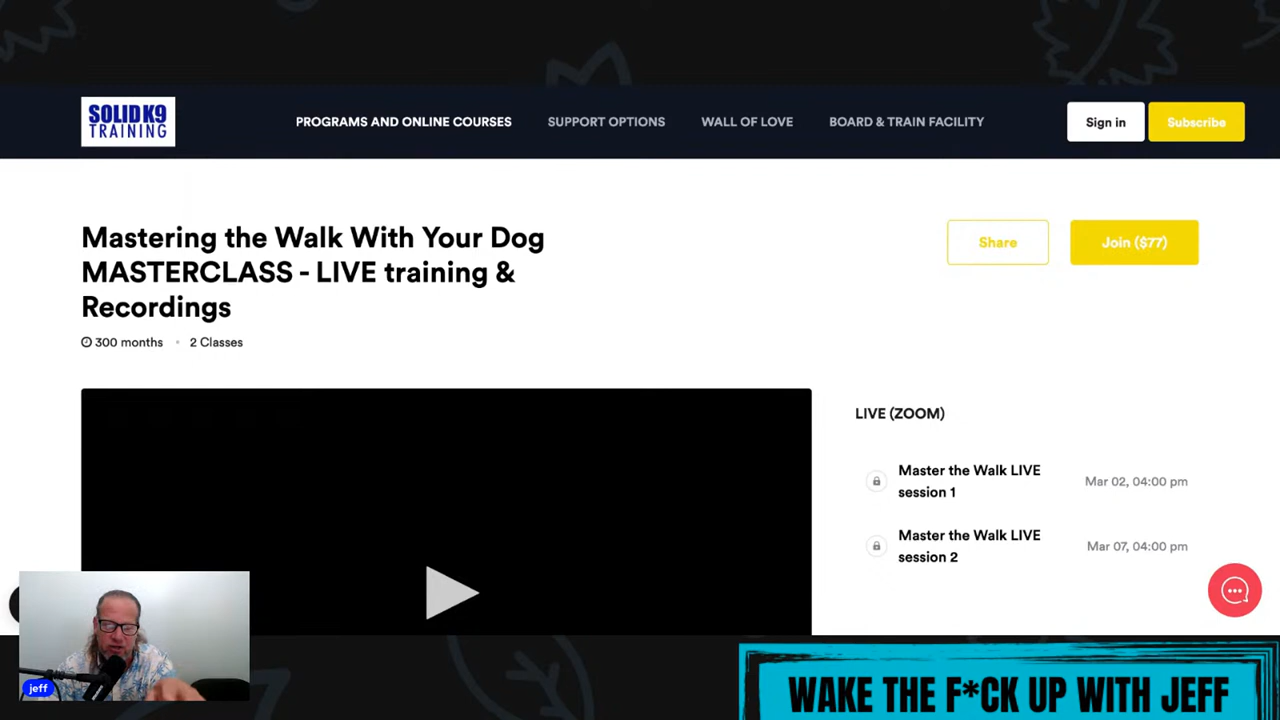 SOLID K9
TRAINING
PROGRAMS AND ONLINE COURSES
SUPPORT OPTIONS
WALL OF LOVE
BOARD & TRAIN FACILITY
Sign in
Subscribe
Mastering the Walk With Your Dog
MASTERCLASS - LIVE training &
Recordings
Share
Join ($77)
300 months • 2 Classes
LIVE (ZOOM)
Master the Walk LIVE
session 1
Mar 02, 04:00 pm
Master the Walk LIVE
session 2
Mar 07, 04:00 pm
jeff
WAKE THE F*CK UP WITH JEFF